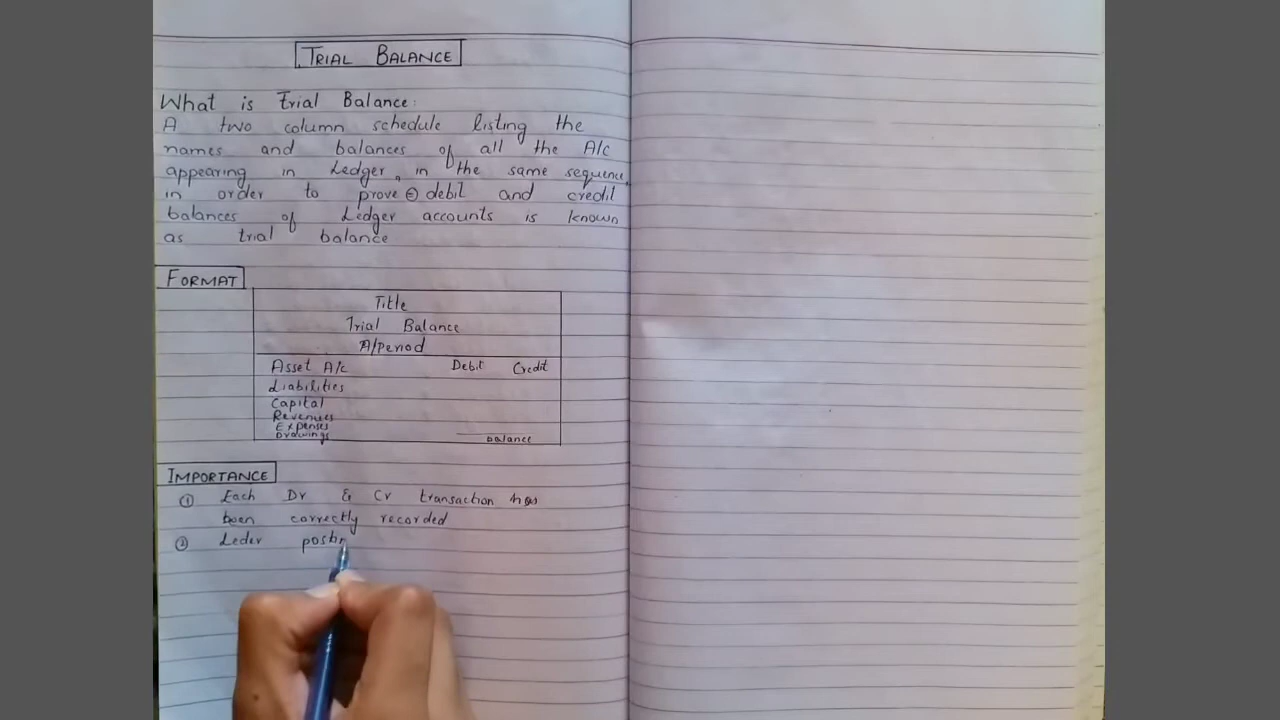 TRIAL BALANCE
What is Trial Balance:
A two column schedule listing the
names and balances of all the A/c
appearing in Ledger, in the same sequence,
in order to prove debit and credit
balances of Ledger accounts is known
as trial balance
FORMAT
Title
Trial Balance
A/period
Asset A/c Debit Credit
Liabilities
Capital
Revenues
Expenses
Drawings balance
IMPORTANCE
① Each Dr & Cr transaction has
been correctly recorded
② Leder